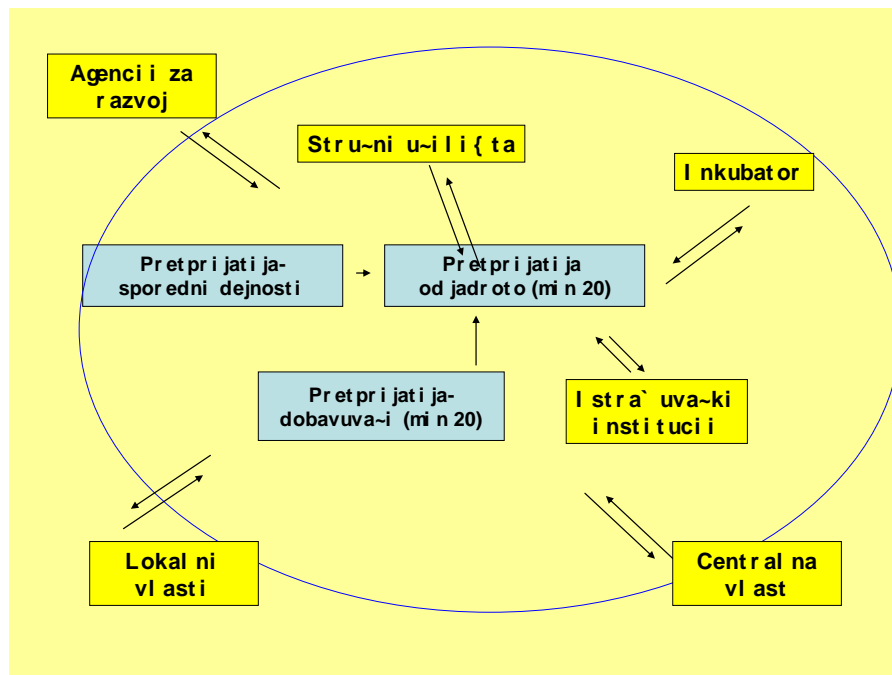 Agencii za
razvoj
Stru~ni u~ili{ta
Inkubator
Pretprijatija-
sporedni dejnosti
Pretprijatija
od jadroto (min 20)
Pretprijatija-
dobavuva~i (min 20)
Istra`uva~ki
institucii
Lokalni
vlasti
Centralna
vlast